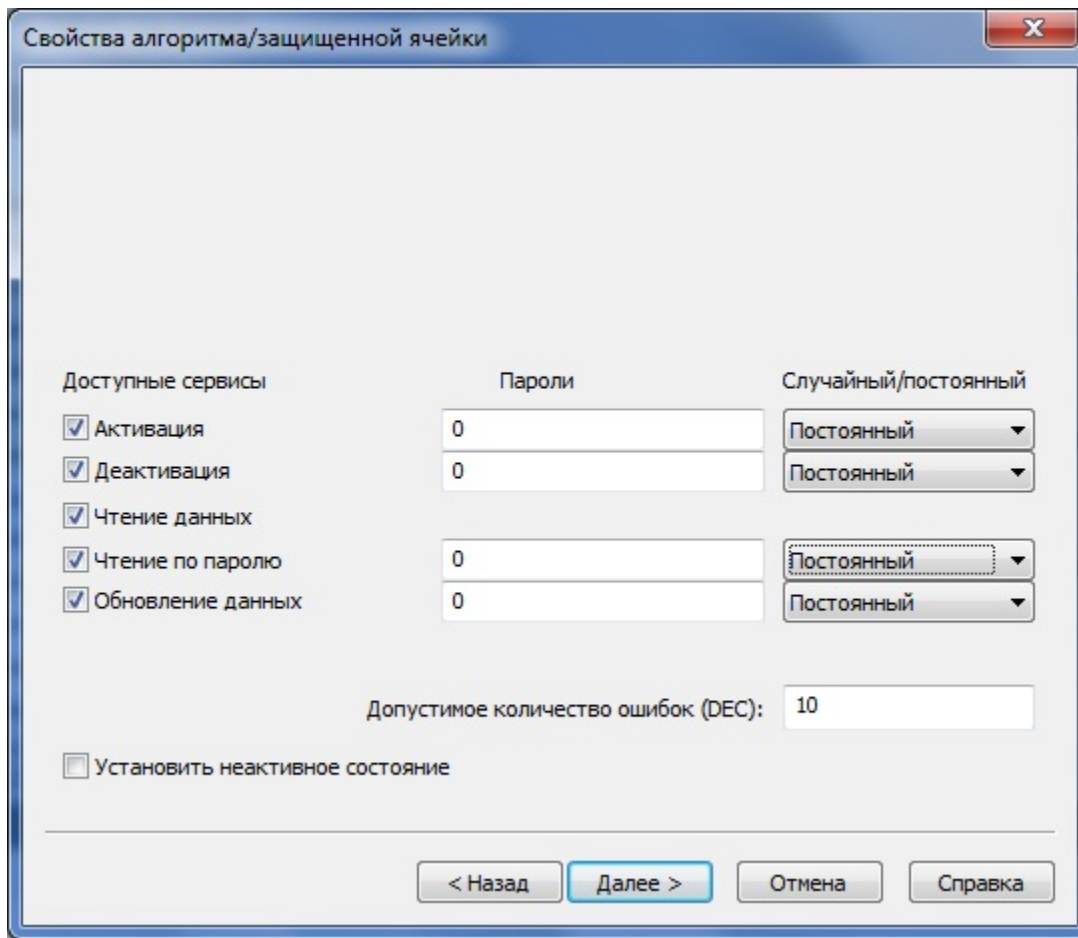 Свойства алгоритма/защищенной ячейки
Доступные сервисы Пароли Случайный/постоянный
Активация 0 Постоянный
Деактивация 0 Постоянный
Чтение данных
Чтение по паролю 0 Постоянный
Обновление данных 0 Постоянный
Допустимое количество ошибок (DEC): 10
Установить неактивное состояние
< Назад Далее > Отмена Справка